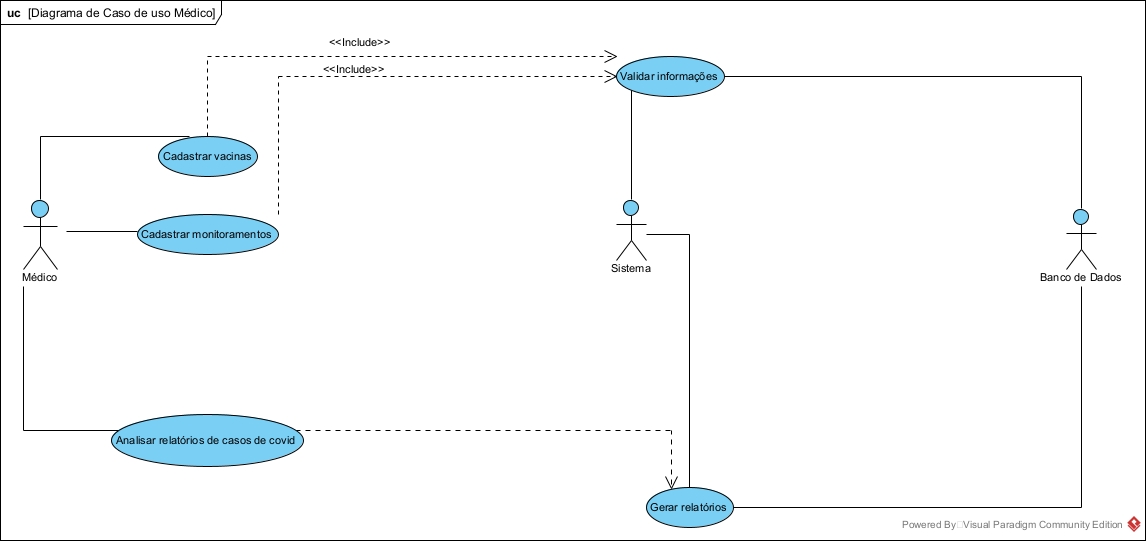 uc [Diagrama de Caso de uso Médico]
<<Include>>
<<Include>>
Validar informações
Cadastrar vacinas
Cadastrar monitoramentos
Médico
Sistema
Banco de Dados
Analisar relatórios de casos de covid
Gerar relatórios
Powered By Visual Paradigm Community Edition